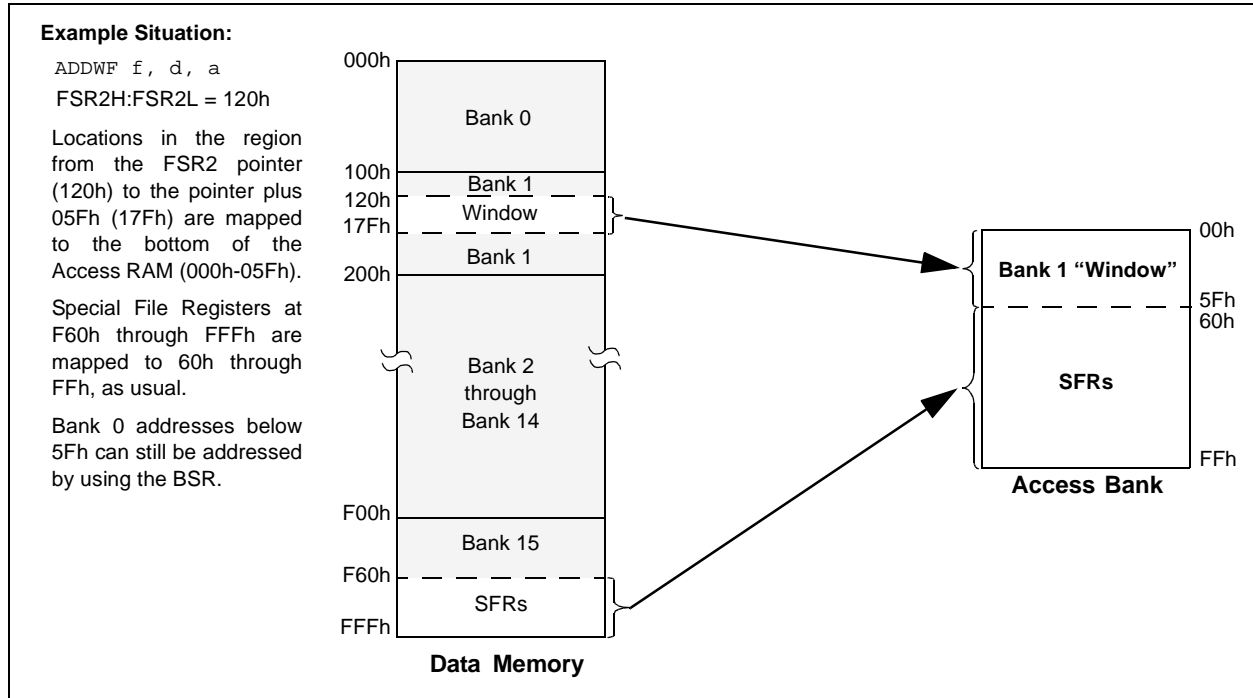 Example Situation:
ADDWF f, d, a
FSR2H:FSR2L = 120h
Locations in the region
from the FSR2 pointer
(120h) to the pointer plus
05Fh (17Fh) are mapped
to the bottom of the
Access RAM (000h-05Fh).
Special File Registers at
F60h through FFFh are
mapped to 60h through
FFh, as usual.
Bank 0 addresses below
5Fh can still be addressed
by using the BSR.
000h
Bank 0
100h
Bank 1
120h
Window
17Fh
Bank 1
200h
Bank 2
through
Bank 14
F00h
Bank 15
F60h
SFRs
FFFh
Data Memory
00h
Bank 1 “Window”
5Fh
60h
SFRs
FFh
Access Bank